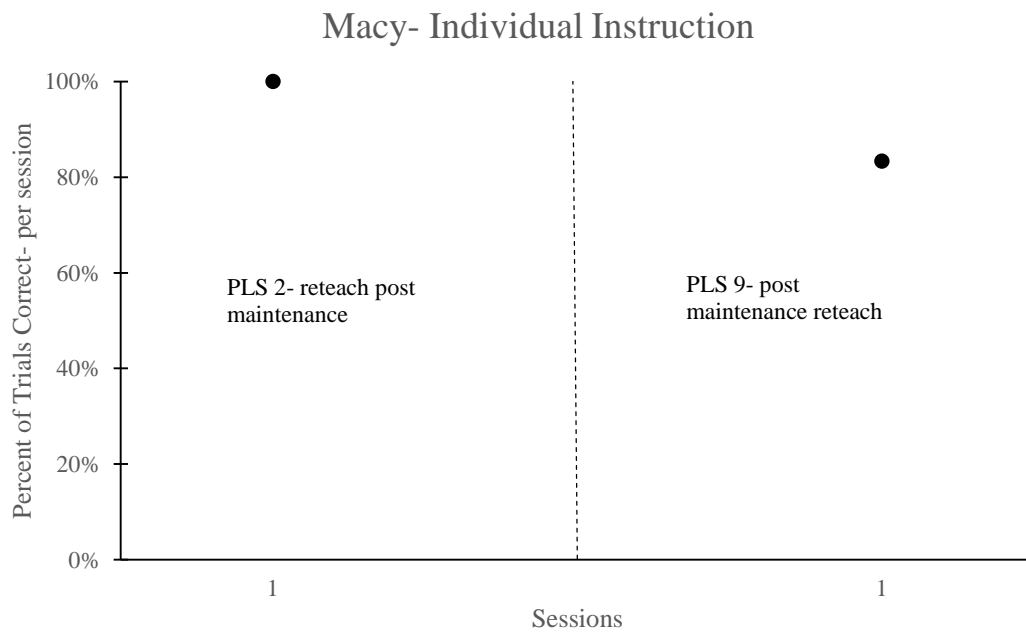 Macy- Individual Instruction
Percent of Trials Correct- per session
100%
80%
60%
40%
20%
0%
PLS 2- reteach post
maintenance
PLS 9- post
maintenance reteach
1
1
Sessions